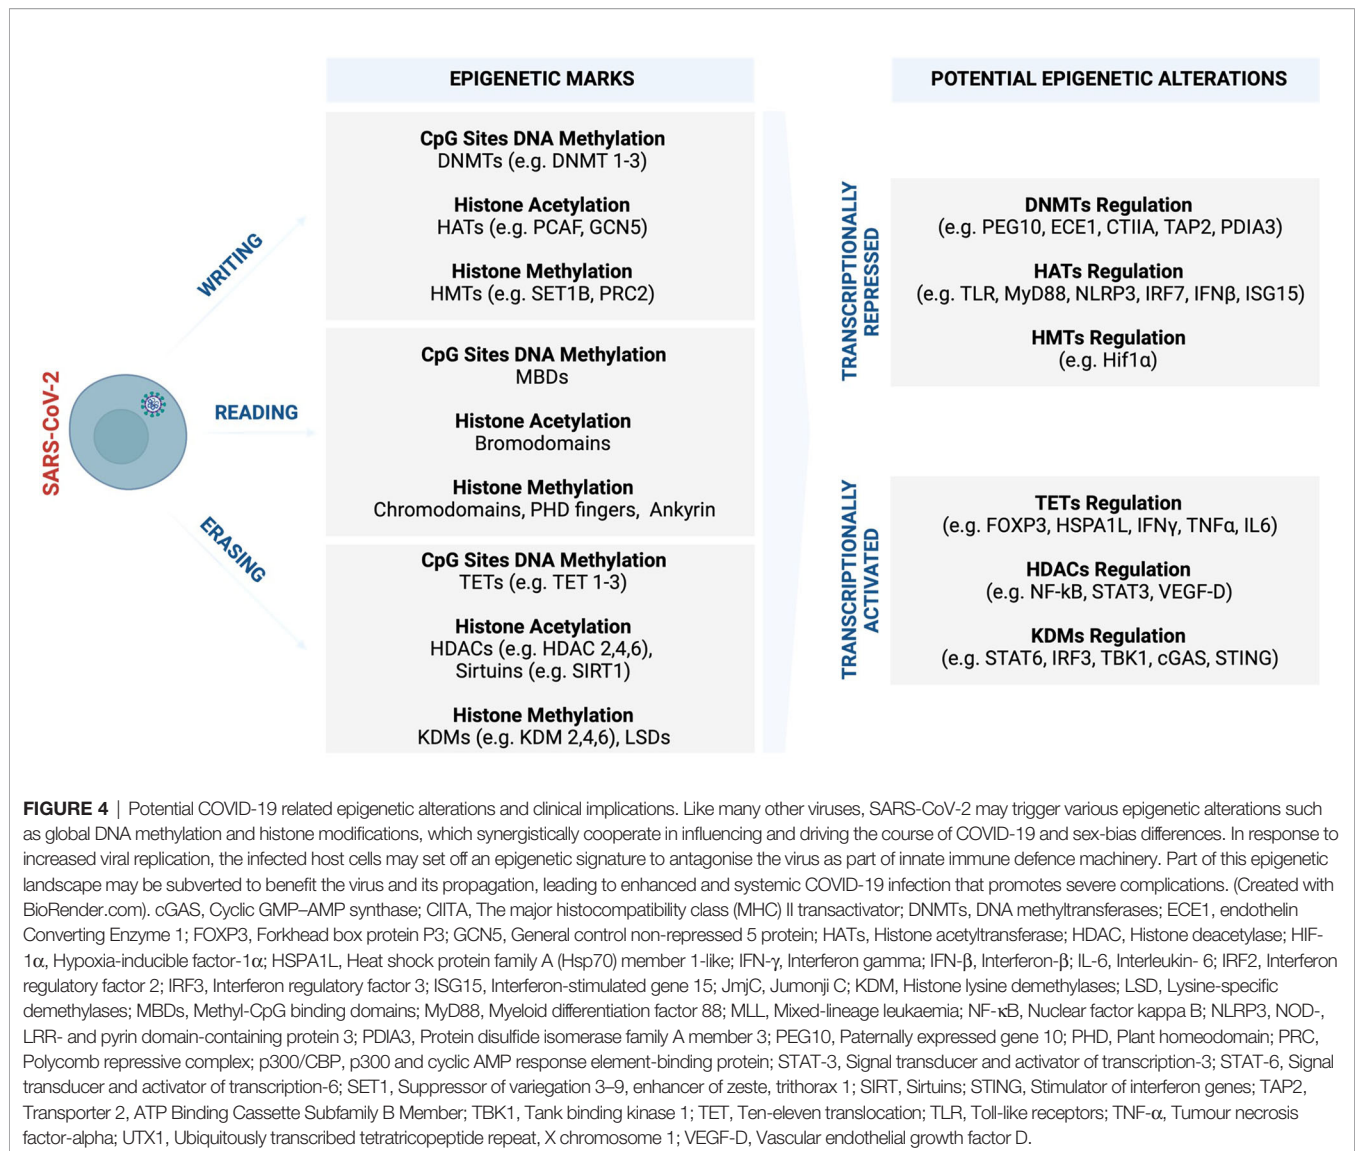 EPIGENETIC MARKS
CpG Sites DNA Methylation
DNMTs (e.g. DNMT 1-3)
Histone Acetylation
HATs (e.g. PCAF, GCN5)
Histone Methylation
HMTs (e.g. SET1B, PRC2)
CpG Sites DNA Methylation
MBDs
Histone Acetylation
Bromodomains
Histone Methylation
Chromodomains, PHD fingers, Ankyrin
CpG Sites DNA Methylation
TETs (e.g. TET 1-3)
Histone Acetylation
HDACs (e.g. HDAC 2,4,6),
Sirtuins (e.g. SIRT1)
Histone Methylation
KDMs (e.g. KDM 2,4,6), LSDs
SARS-CoV-2
WRITING
READING
ERASING
POTENTIAL EPIGENETIC ALTERATIONS
TRANSCRIPTIONALLY
REPRESSED
DNMTs Regulation
(e.g. PEG10, ECE1, CTIIA, TAP2, PDIA3)
HATs Regulation
(e.g. TLR, MyD88, NLRP3, IRF7, IFNβ, ISG15)
HMTs Regulation
(e.g. Hif1α)
TRANSCRIPTIONALLY
ACTIVATED
TETs Regulation
(e.g. FOXP3, HSPA1L, IFNγ, TNFα, IL6)
HDACs Regulation
(e.g. NF-kB, STAT3, VEGF-D)
KDMs Regulation
(e.g. STAT6, IRF3, TBK1, cGAS, STING)
FIGURE 4 | Potential COVID-19 related epigenetic alterations and clinical implications. Like many other viruses, SARS-CoV-2 may trigger various epigenetic alterations such
as global DNA methylation and histone modifications, which synergistically cooperate in influencing and driving the course of COVID-19 and sex-bias differences. In response to
increased viral replication, the infected host cells may set off an epigenetic signature to antagonise the virus as part of innate immune defence machinery. Part of this epigenetic
landscape may be subverted to benefit the virus and its propagation, leading to enhanced and systemic COVID-19 infection that promotes severe complications. (Created with
BioRender.com). cGAS, Cyclic GMP–AMP synthase; CIITA, The major histocompatibility class (MHC) II transactivator; DNMTs, DNA methyltransferases; ECE1, endothelin
Converting Enzyme 1; FOXP3, Forkhead box protein P3; GCN5, General control non-repressed 5 protein; HATs, Histone acetyltransferase; HDAC, Histone deacetylase; HIF-
1α, Hypoxia-inducible factor-1α; HSPA1L, Heat shock protein family A (Hsp70) member 1-like; IFN-γ, Interferon gamma; IFN-β, Interferon-β; IL-6, Interleukin- 6; IRF2, Interferon
regulatory factor 2; IRF3, Interferon regulatory factor 3; ISG15, Interferon-stimulated gene 15; JmjC, Jumonji C; KDM, Histone lysine demethylases; LSD, Lysine-specific
demethylases; MBDs, Methyl-CpG binding domains; MyD88, Myeloid differentiation factor 88; MLL, Mixed-lineage leukaemia; NF-κB, Nuclear factor kappa B; NLRP3, NOD-,
LRR- and pyrin domain-containing protein 3; PDIA3, Protein disulfide isomerase family A member 3; PEG10, Paternally expressed gene 10; PHD, Plant homeodomain; PRC,
Polycomb repressive complex; p300/CBP, p300 and cyclic AMP response element-binding protein; STAT-3, Signal transducer and activator of transcription-3; STAT-6, Signal
transducer and activator of transcription-6; SET1, Suppressor of variegation 3–9, enhancer of zeste, trithorax 1; SIRT, Sirtuins; STING, Stimulator of interferon genes; TAP2,
Transporter 2, ATP Binding Cassette Subfamily B Member; TBK1, Tank binding kinase 1; TET, Ten-eleven translocation; TLR, Toll-like receptors; TNF-α, Tumour necrosis
factor-alpha; UTX1, Ubiquitously transcribed tetratricopeptide repeat, X chromosome 1; VEGF-D, Vascular endothelial growth factor D.